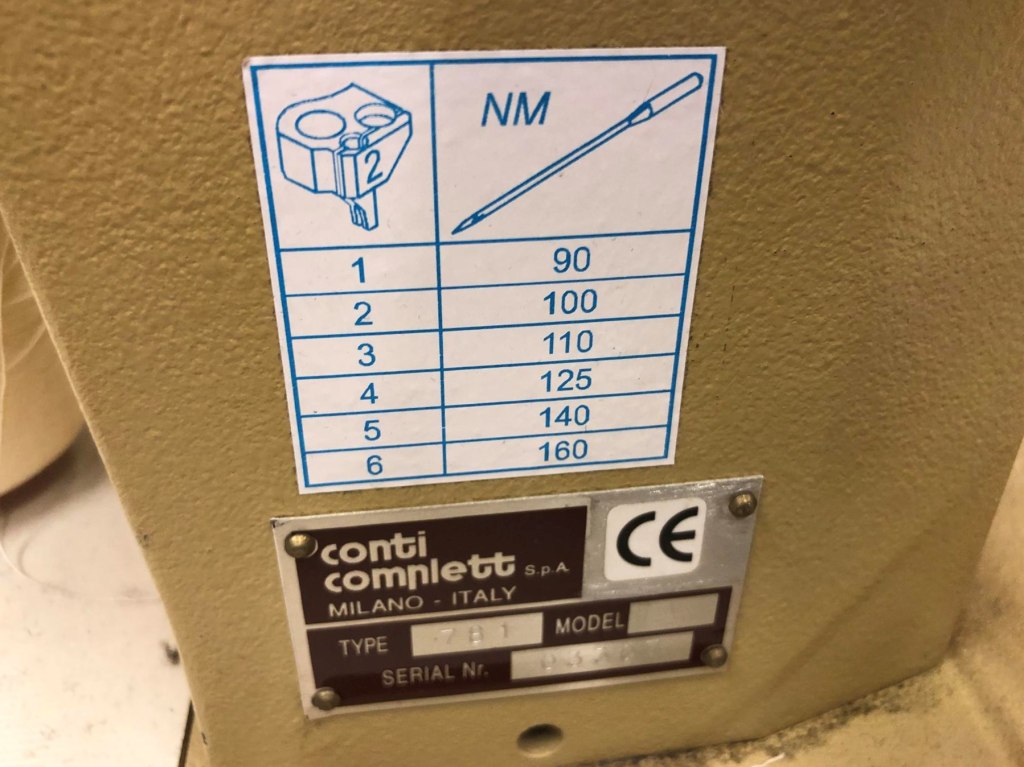 2
NM
1 90
2 100
3 110
4 125
5 140
6 160
conti
complett S.p.A.
MILANO - ITALY
CE
TYPE 781 MODEL
SERIAL Nr.